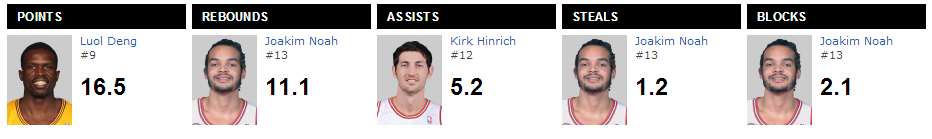 POINTS
Luol Deng
#9
16.5
REBOUNDS
Joakim Noah
#13
11.1
ASSISTS
Kirk Hinrich
#12
5.2
STEALS
Joakim Noah
#13
1.2
BLOCKS
Joakim Noah
#13
2.1